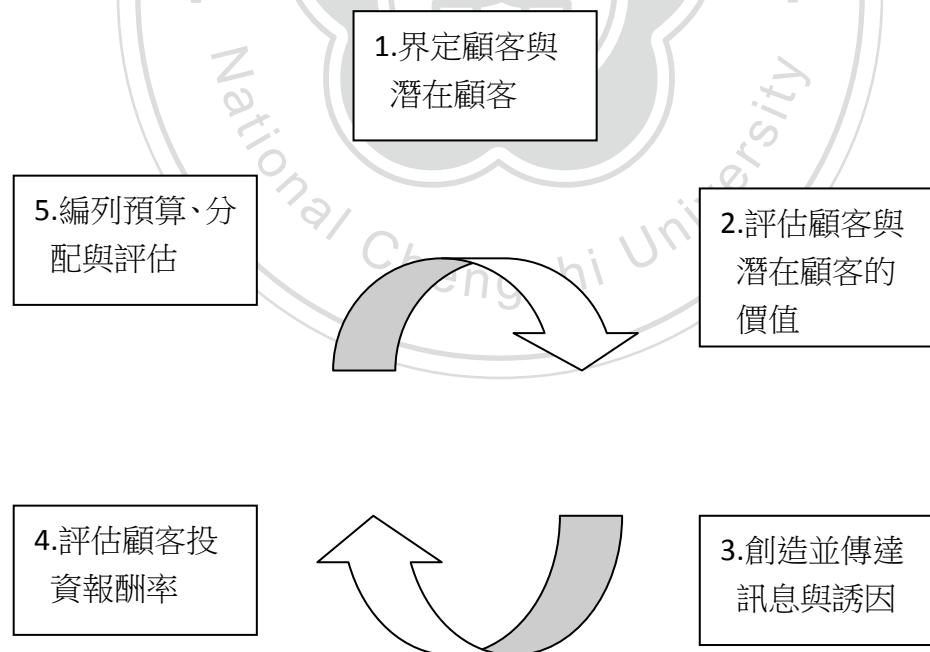 1.界定顧客與
潛在顧客
2.評估顧客與
潛在顧客的
價值
3.創造並傳達
訊息與誘因
4.評估顧客投
資報酬率
5.編列預算、分
配與評估
National Chengchi University